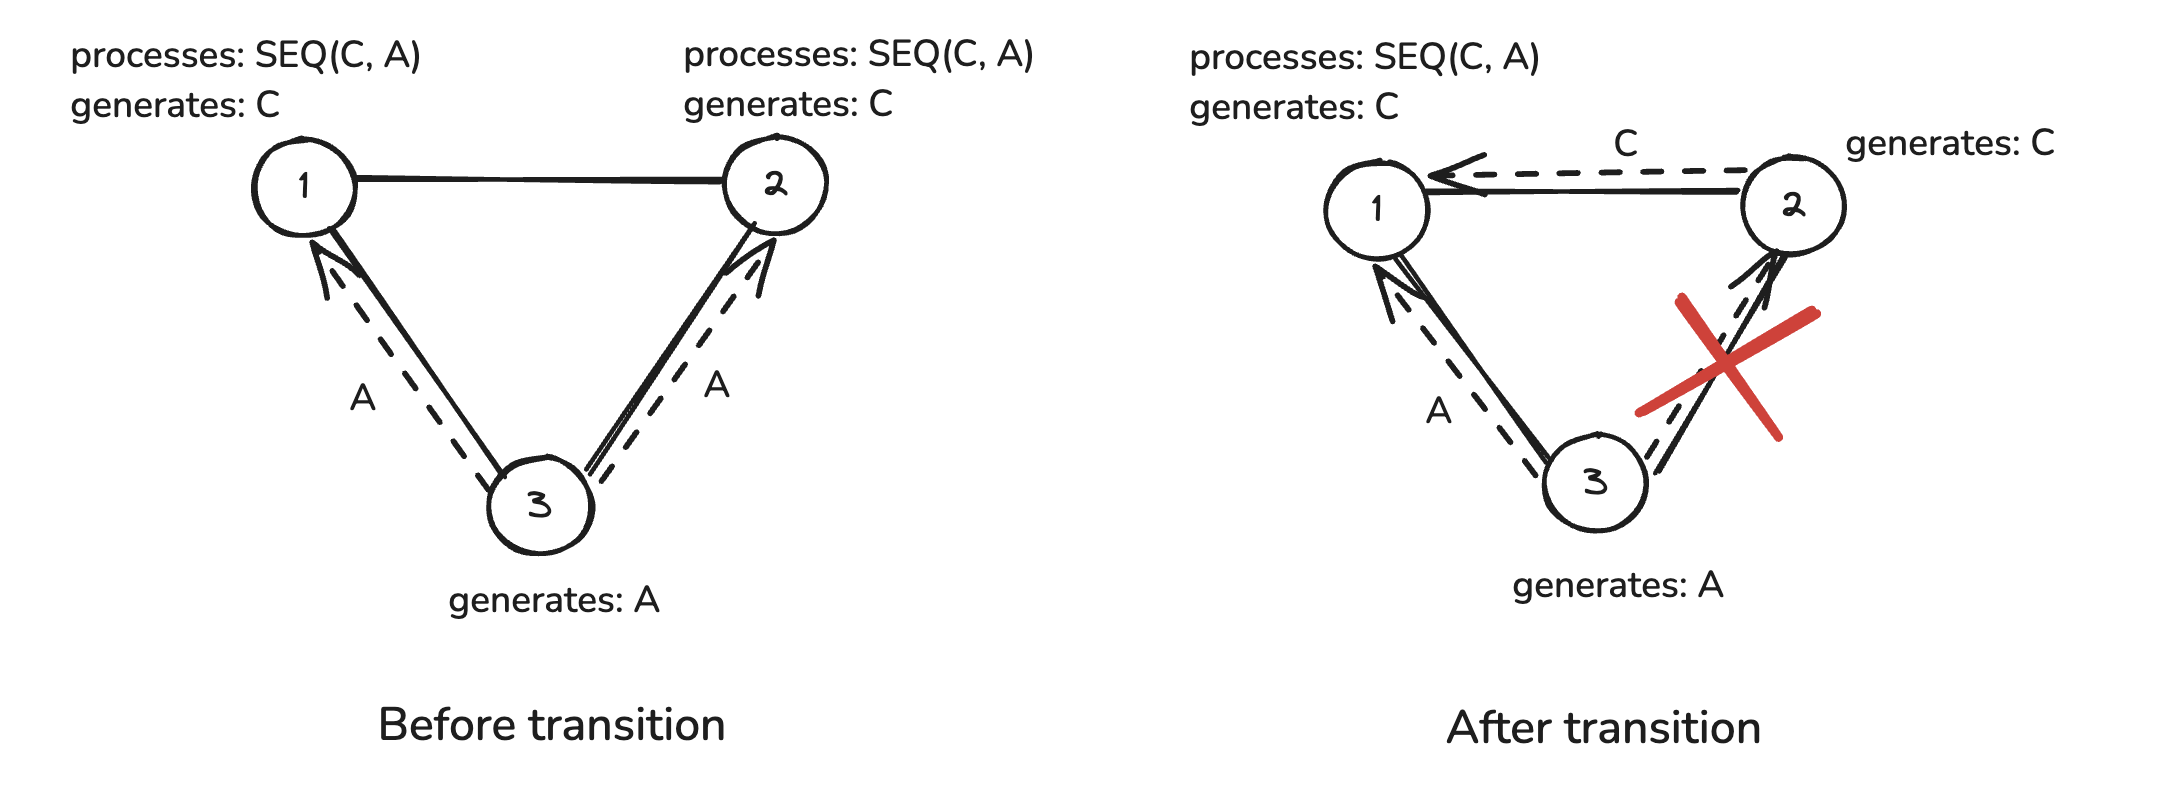 processes: SEQ(C, A)
generates: C
processes: SEQ(C, A)
generates: C
1
2
A
A
3
generates: A
Before transition
processes: SEQ(C, A)
generates: C
C
generates: C
1
2
A
3
generates: A
After transition